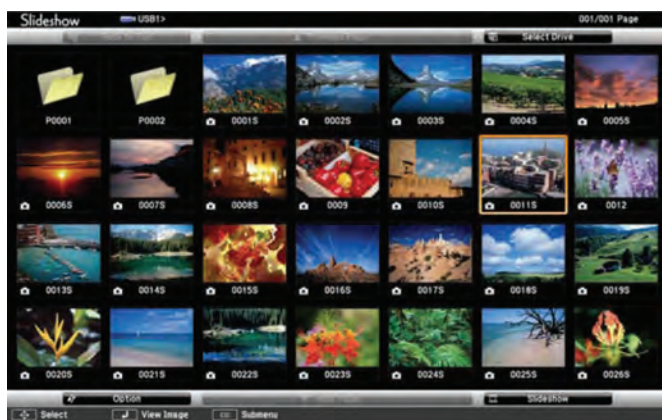 Slideshow USB1> 001/001 Page
Select Drive
P0001 P0002 0001S 0002S 0003S 0004S 0005S
0006S 0007S 0008S 0009 0010S 0011S 0012
0013S 0014S 0015S 0016S 0017S 0018S 0019S
0020S 0021S 0022S 0023S 0024S 0025S 0026S
Option Slideshow
Select View Image Submenu